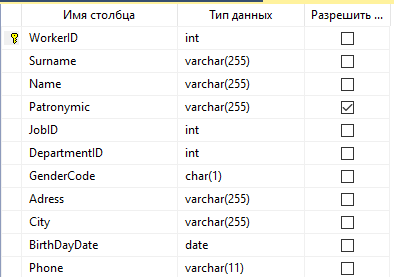 Имя столбца Тип данных Разрешить ...
WorkerID int
Surname varchar(255)
Name varchar(255)
Patronymic varchar(255)
JobID int
DepartmentID int
GenderCode char(1)
Adress varchar(255)
City varchar(255)
BirthDayDate date
Phone varchar(11)